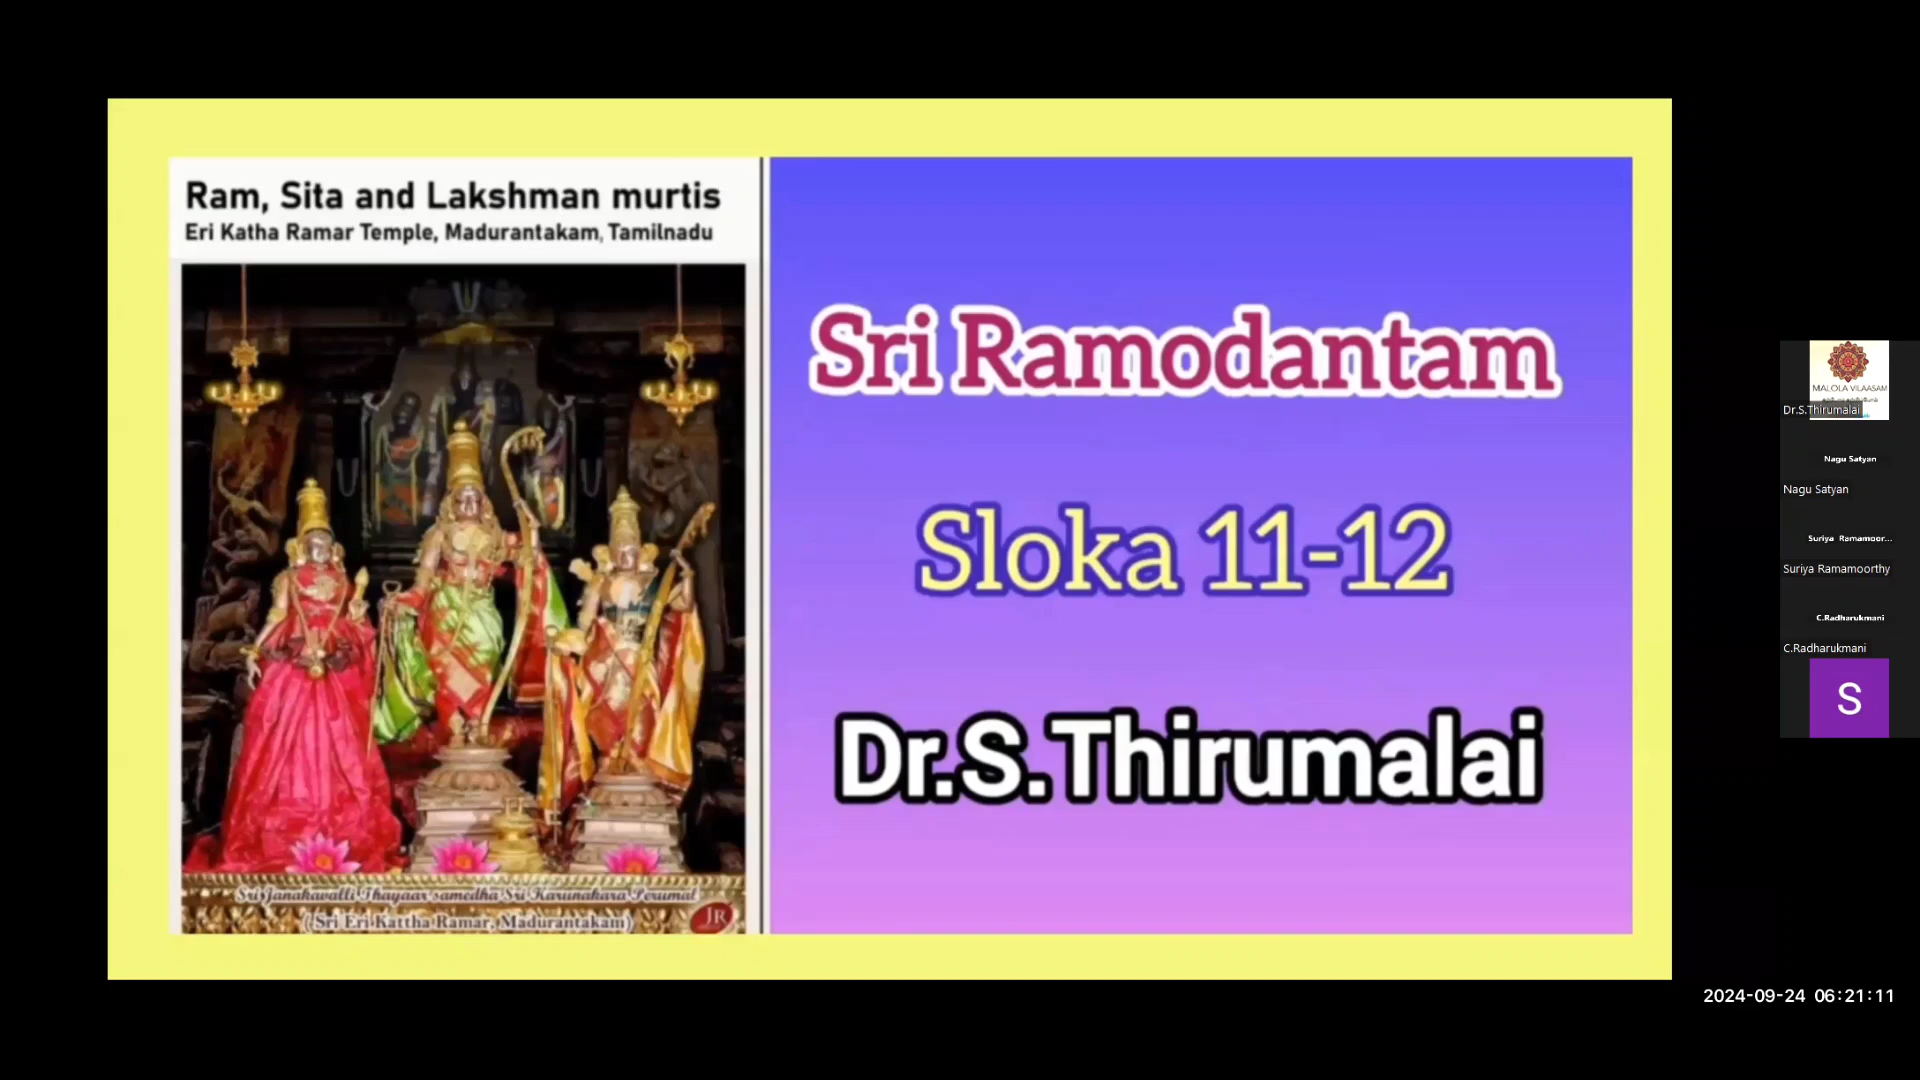 Ram, Sita and Lakshman murtis
Eri Katha Ramar Temple, Madurantakam, Tamilnadu
Sri Janakavalli Thayaar samedha Sri Karunakara Perumal
(Sri Eri Kattha Ramar, Madurantakam)
JR
Sri Ramodantam
Sloka 11-12
Dr.S.Thirumalai
MALOLA VILAASAM
Dr.S.Thirumalai
Nagu Satyan
Nagu Satyan
Suriya Ramamoor...
Suriya Ramamoorthy
C.Radharukmani
C.Radharukmani
S
2024-09-24 06:21:11